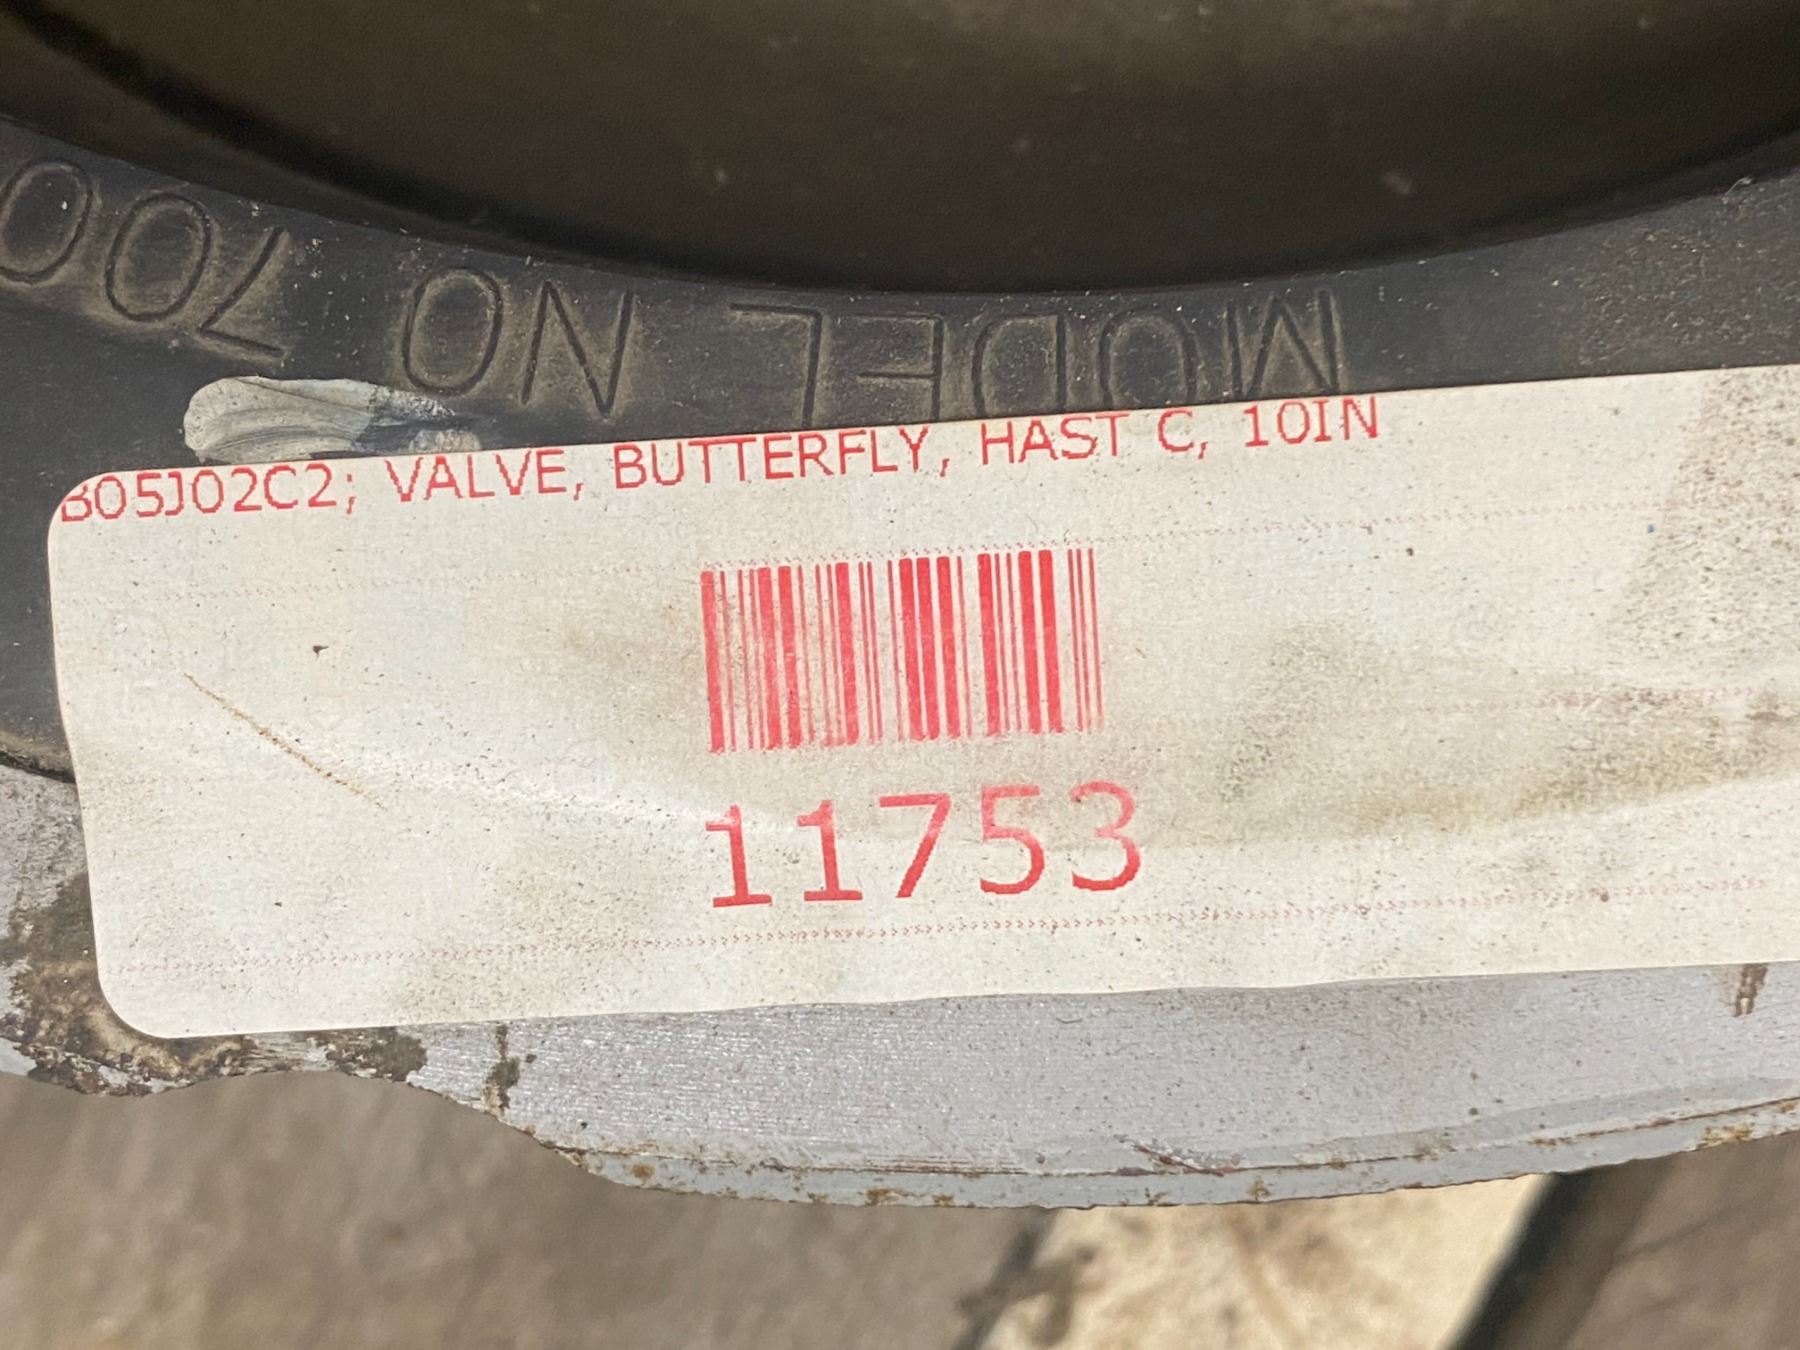 MODEL NO 700
B05J02C2; VALVE, BUTTERFLY, HAST C, 10IN
11753